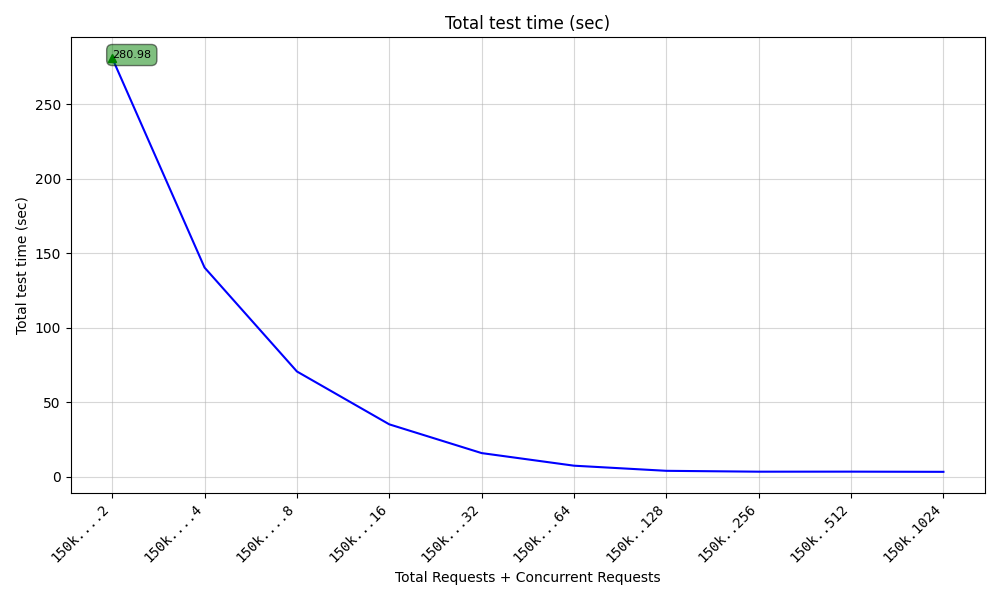 Total test time (sec)
280.98
Total test time (sec)
250
200
150
100
50
0
150k....2
150k....4
150k....8
150k...16
150k...32
150k...64
150k..128
150k..256
150k..512
150k.1024
Total Requests + Concurrent Requests